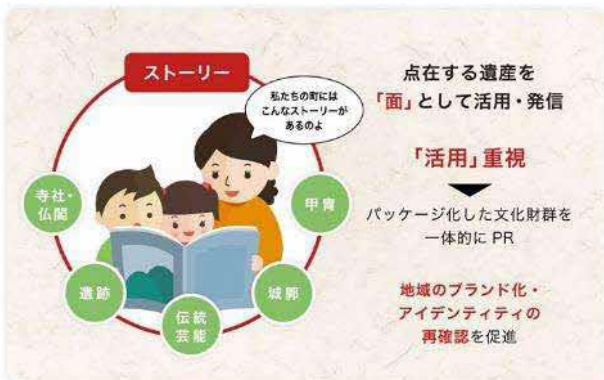 ストーリー
私たちの町には
こんなストーリーが
あるのよ
寺社・
仏閣
遺跡
伝統
芸能
城郭
甲冑
点在する遺産を
「面」として活用・発信
「活用」重視
パッケージ化した文化財群を
一体的に PR
地域のブランド化・
アイデンティティの
再確認を促進